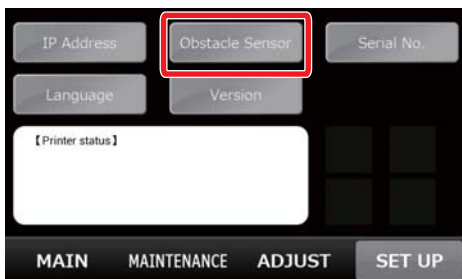 IP Address Obstacle Sensor Serial No.
Language Version
【Printer status】
MAIN MAINTENANCE ADJUST SET UP